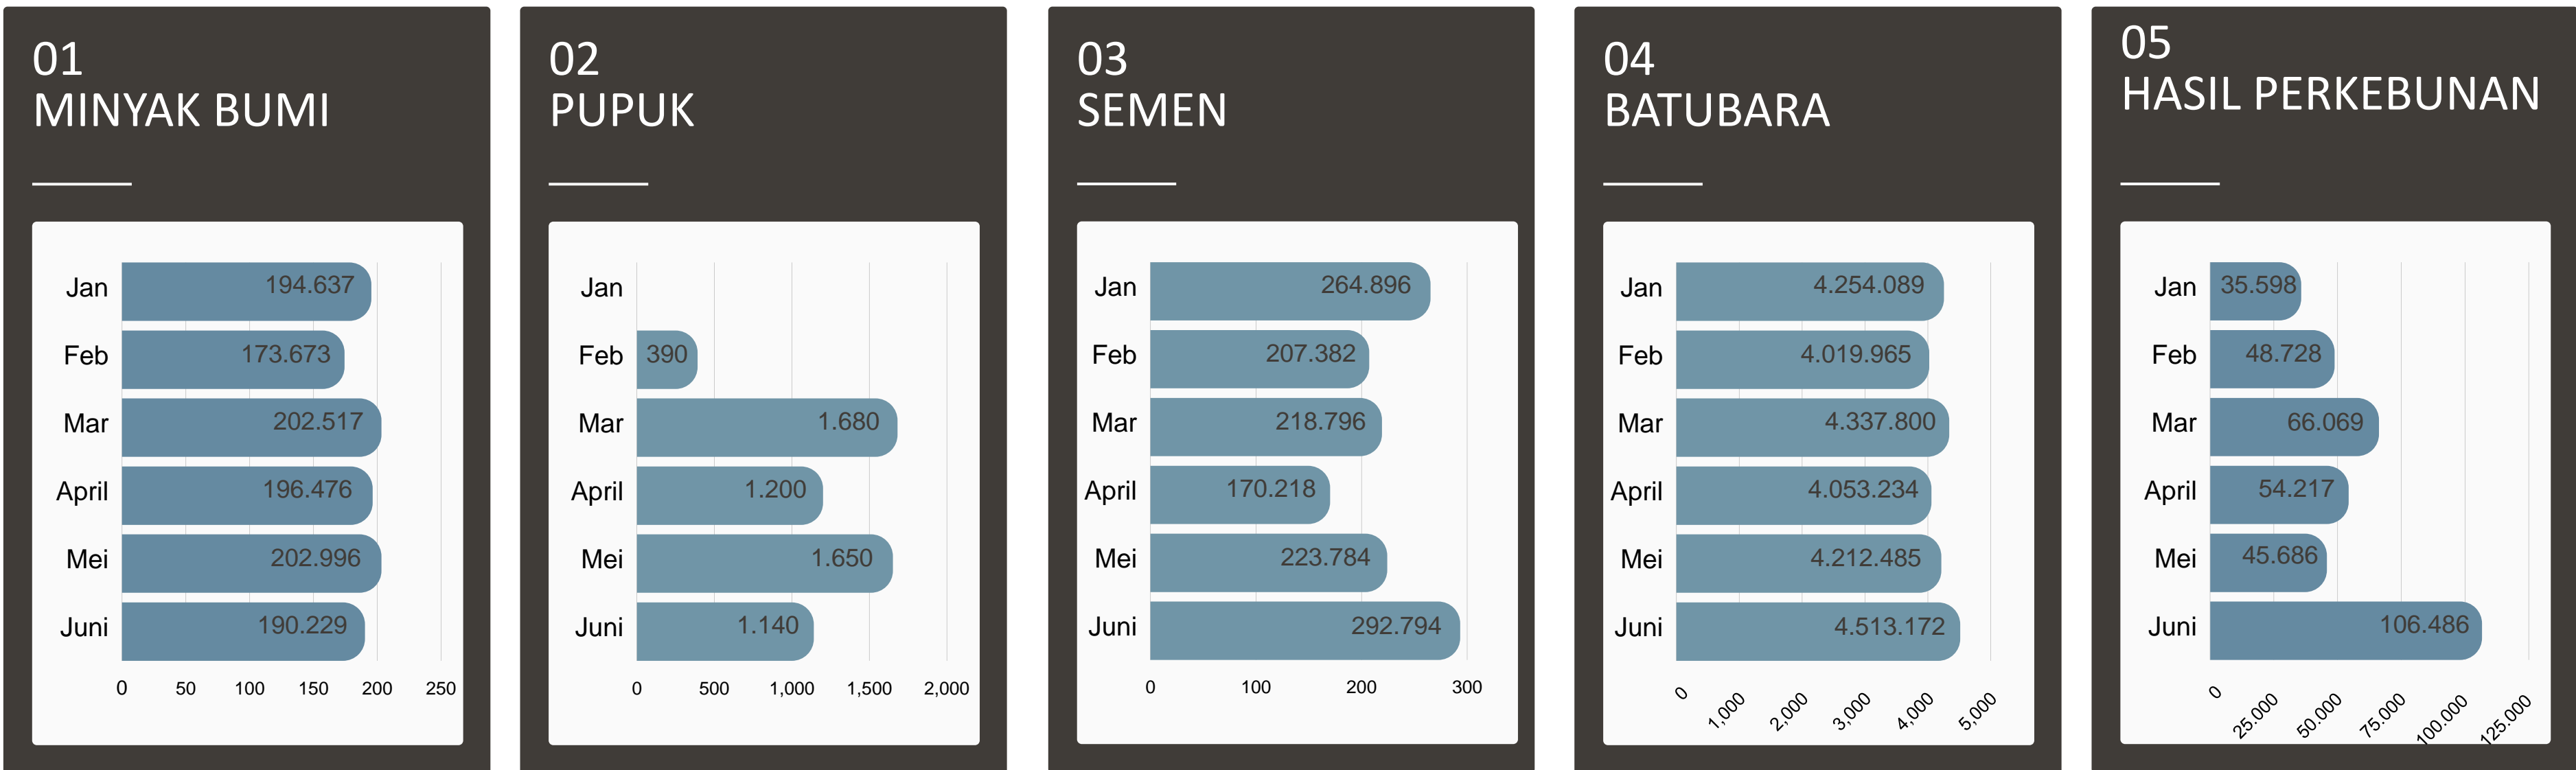 01
MINYAK BUMI
Jan 194.637
Feb 173.673
Mar 202.517
April 196.476
Mei 202.996
Juni 190.229
0 50 100 150 200 250
02
PUPUK
Jan
Feb 390
Mar 1.680
April 1.200
Mei 1.650
Juni 1.140
0 500 1,000 1,500 2,000
03
SEMEN
Jan 264.896
Feb 207.382
Mar 218.796
April 170.218
Mei 223.784
Juni 292.794
0 100 200 300
04
BATUBARA
Jan 4.254.089
Feb 4.019.965
Mar 4.337.800
April 4.053.234
Mei 4.212.485
Juni 4.513.172
0 1,000 2,000 3,000 4,000 5,000
05
HASIL PERKEBUNAN
Jan 35.598
Feb 48.728
Mar 66.069
April 54.217
Mei 45.686
Juni 106.486
0 25.000 50.000 75.000 100.000 125.000